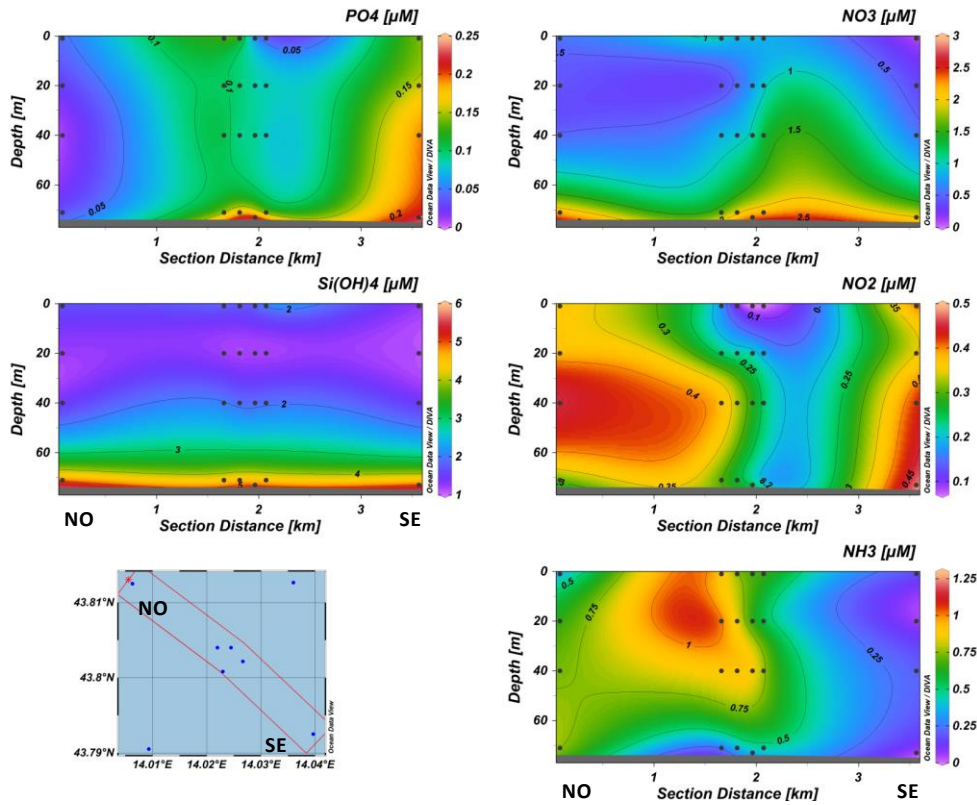 PO4 [µM]
0
20
40
60
Depth [m]
0.1
0.05
0.15
0.1
0.05
0.2
1
2
3
Section Distance [km]
Ocean Data View / DIVA
0.25
0.2
0.15
0.1
0.05
0
NO3 [µM]
0
20
40
60
Depth [m]
1
0.5
1
1.5
2.5
1
2
3
Section Distance [km]
Ocean Data View / DIVA
3
2.5
2
1.5
1
0.5
0
Si(OH)4 [µM]
0
20
40
60
Depth [m]
2
2
3
4
1
2
3
NO
Section Distance [km]
SE
Ocean Data View / DIVA
6
5
4
3
2
1
NO2 [µM]
0
20
40
60
Depth [m]
0.1
0.3
0.25
0.25
0.4
0.45
1
2
3
Section Distance [km]
Ocean Data View / DIVA
0.5
0.4
0.3
0.2
0.1
43.81°N
43.8°N
43.79°N
NO
SE
14.01°E
14.02°E
14.03°E
14.04°E
Ocean Data View
NH3 [µM]
0
20
40
60
Depth [m]
0.5
0.75
1
0.25
0.75
0.5
1
2
3
NO
Section Distance [km]
SE
Ocean Data View / DIVA
1.25
1
0.75
0.5
0.25
0